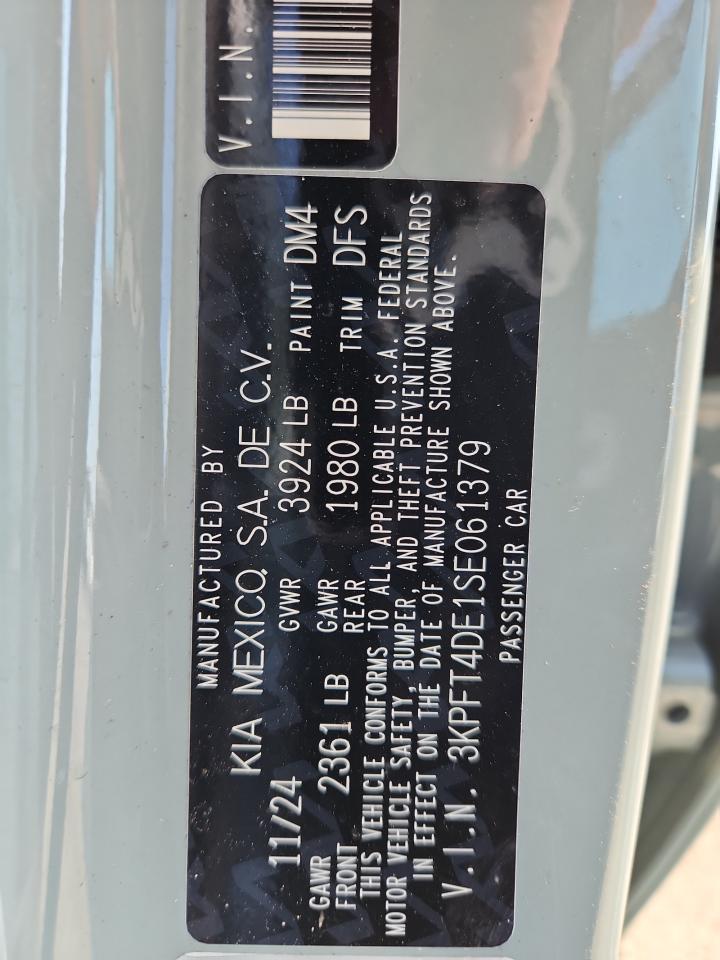 V.I.N.
MANUFACTURED BY
KIA MEXICO, S.A. DE C.V.
11/24 GVWR 3924 LB PAINT DM4
GAWR FRONT 2361 LB GAWR REAR 1980 LB TRIM DFS
THIS VEHICLE CONFORMS TO ALL APPLICABLE U.S.A. FEDERAL
MOTOR VEHICLE SAFETY, BUMPER, AND THEFT PREVENTION STANDARDS
IN EFFECT ON THE DATE OF MANUFACTURE SHOWN ABOVE.
V.I.N. 3KPFT4DE1SE061379
PASSENGER CAR